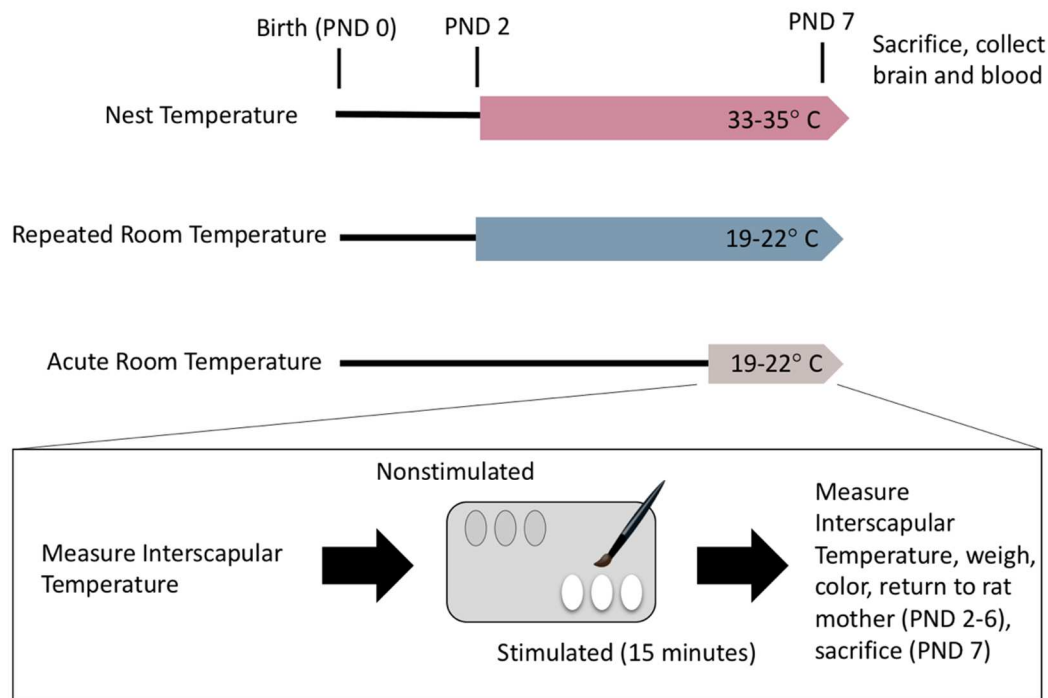 Birth (PND 0)
PND 2
PND 7
Sacrifice, collect
brain and blood
Nest Temperature
33-35° C
Repeated Room Temperature
19-22° C
Acute Room Temperature
19-22° C
Nonstimulated
Measure Interscapular
Temperature
Stimulated (15 minutes)
Measure
Interscapular
Temperature, weigh,
color, return to rat
mother (PND 2-6),
sacrifice (PND 7)